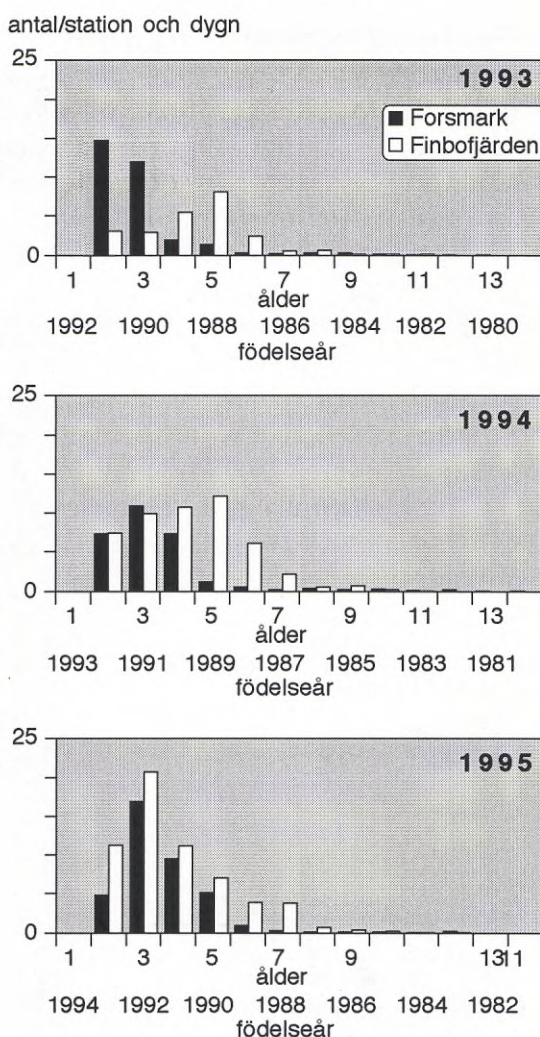 antal/station och dygn
25
1993
Forsmark
Finbofjärden
0
1 3 5 7 9 11 13
ålder
1992 1990 1988 1986 1984 1982 1980
födelseår
25
1994
0
1 3 5 7 9 11 13
ålder
1993 1991 1989 1987 1985 1983 1981
födelseår
25
1995
0
1 3 5 7 9 1311
ålder
1994 1992 1990 1988 1986 1984 1982
födelseår